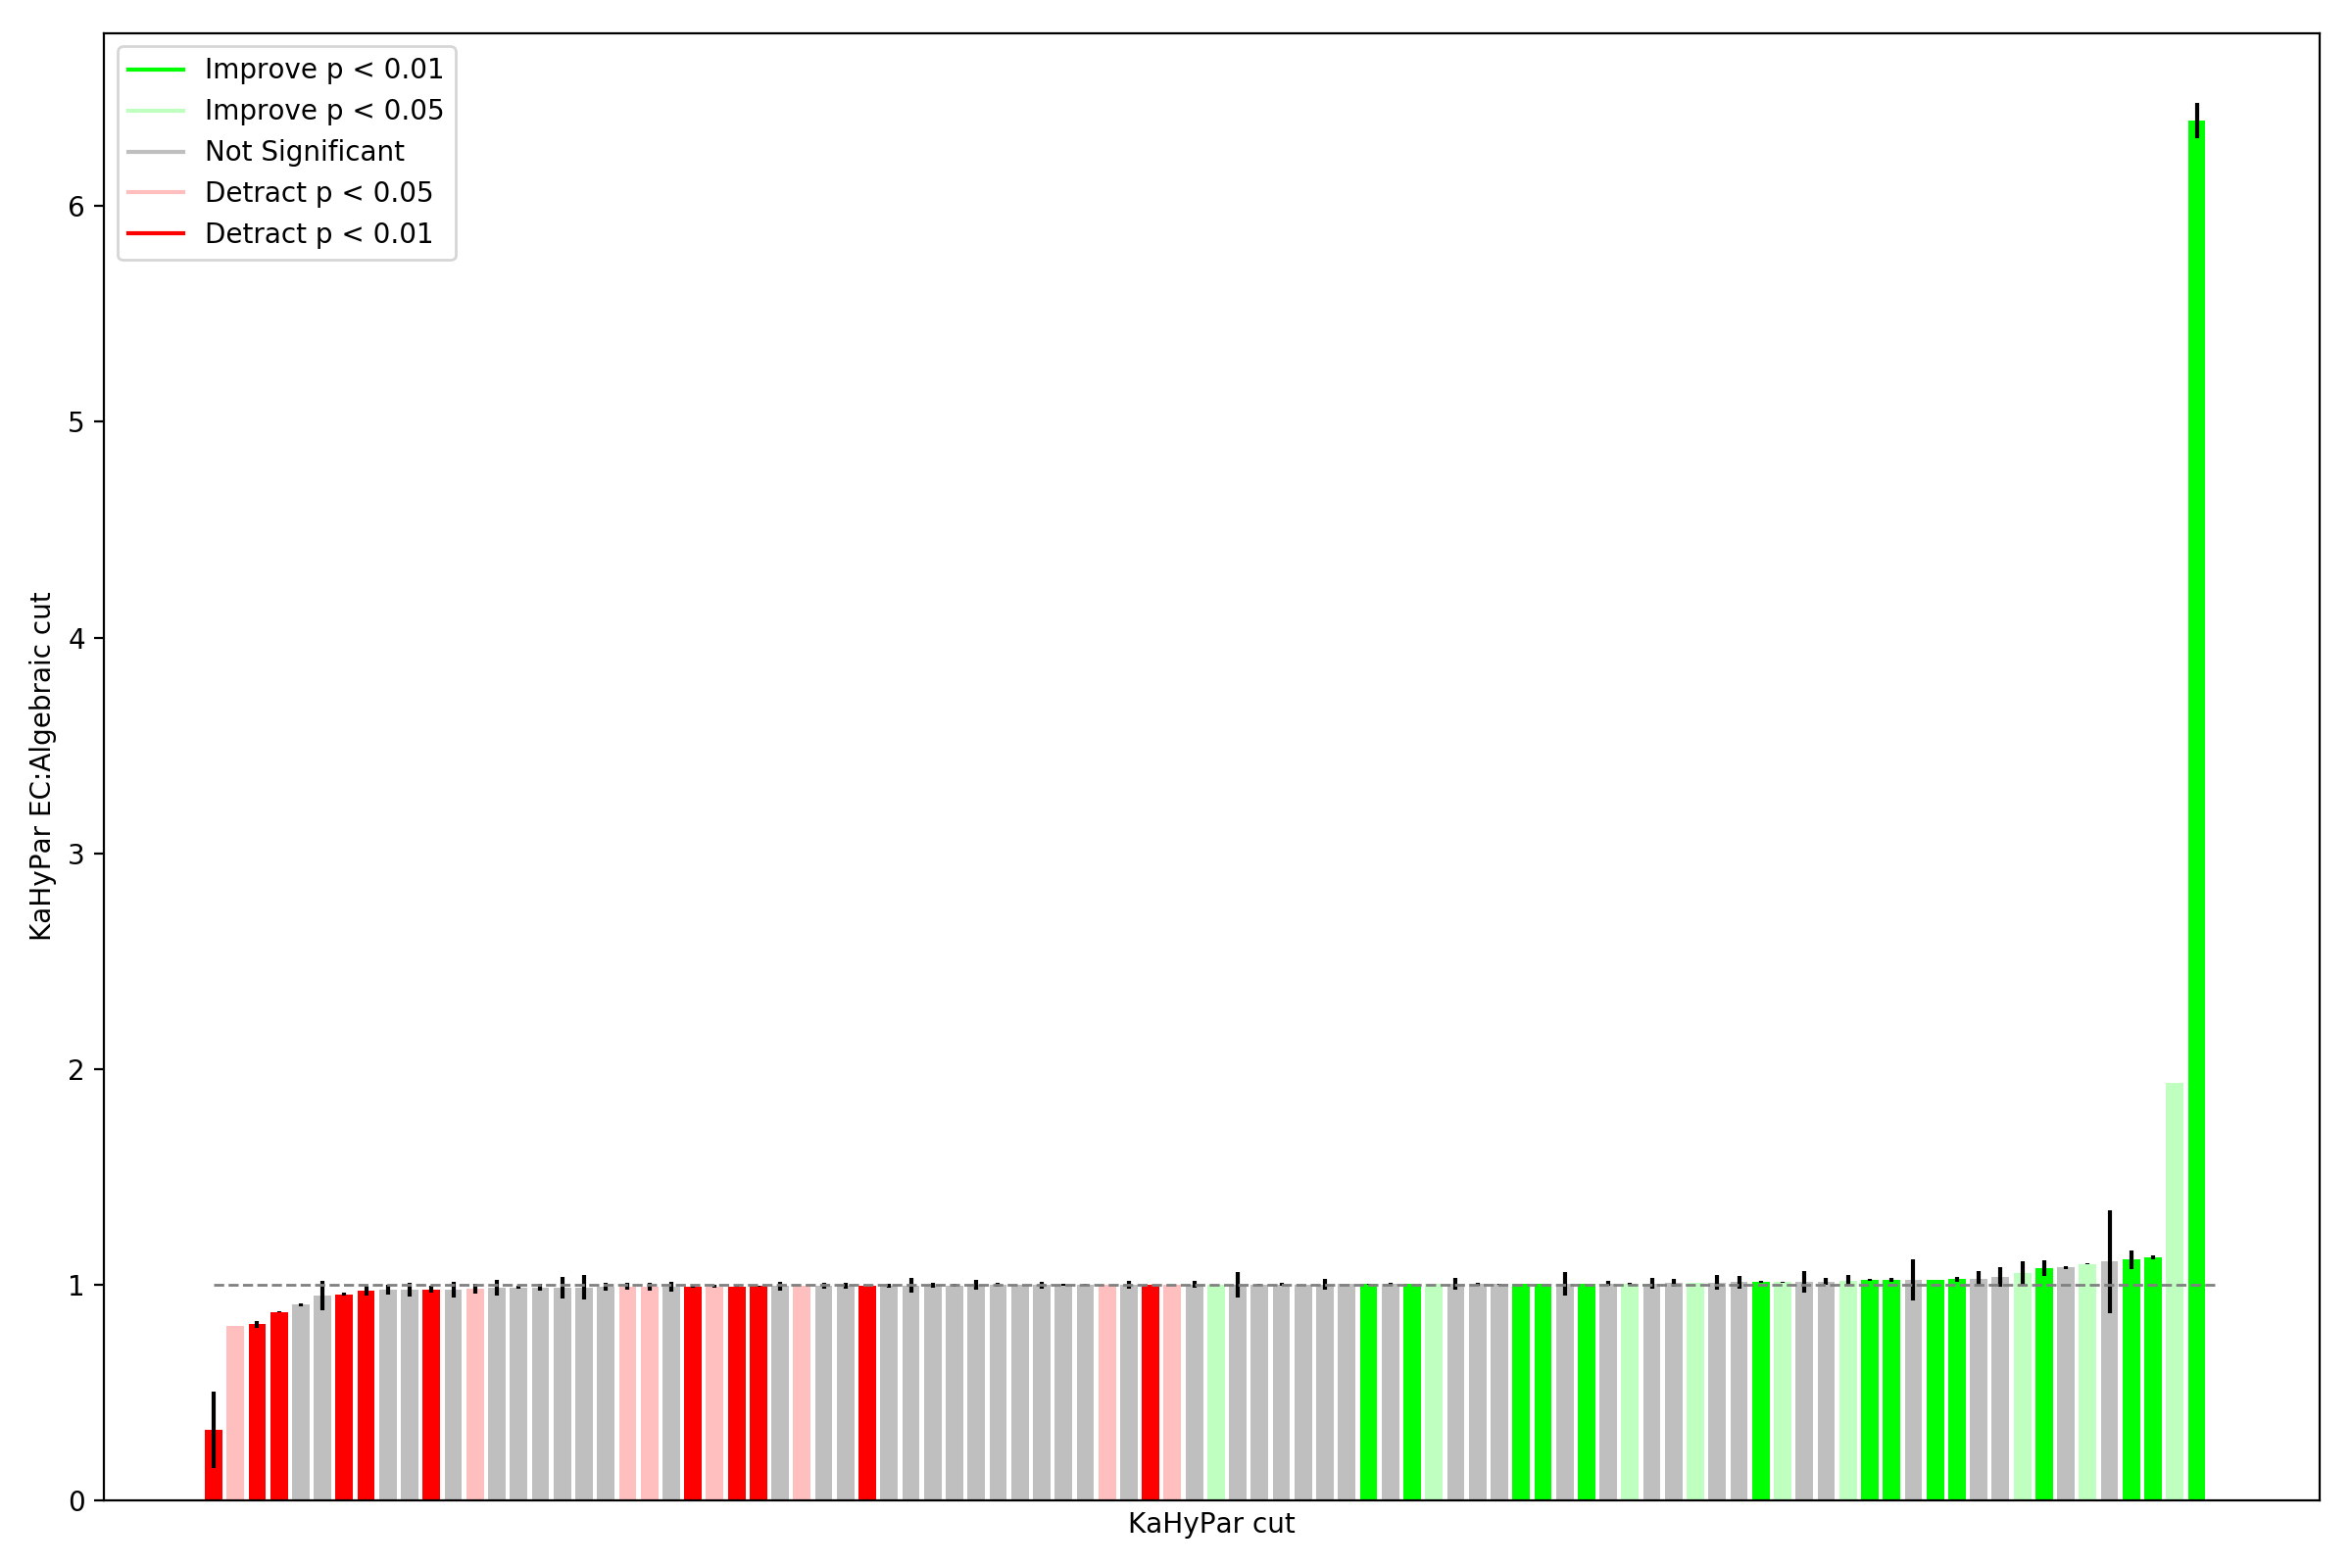 Improve p < 0.01
Improve p < 0.05
Not Significant
Detract p < 0.05
Detract p < 0.01
6
5
4
3
2
1
0
KaHyPar EC:Algebraic cut
KaHyPar cut